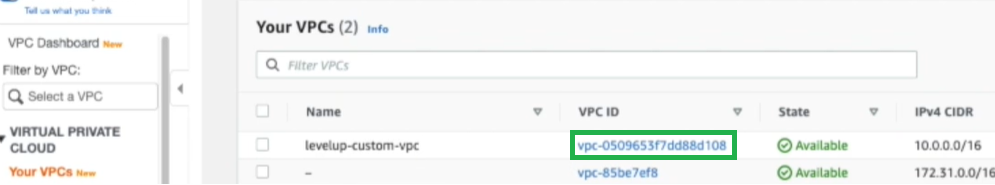 Tell us what you think
VPC Dashboard New
Filter by VPC:
Select a VPC
VIRTUAL PRIVATE
CLOUD
Your VPCs New
Your VPCs (2) Info
Filter VPCs
Name VPC ID State IPv4 CIDR
levelup-custom-vpc vpc-0509653f7dd88d108 Available 10.0.0.0/16
– vpc-85be7ef8 Available 172.31.0.0/16